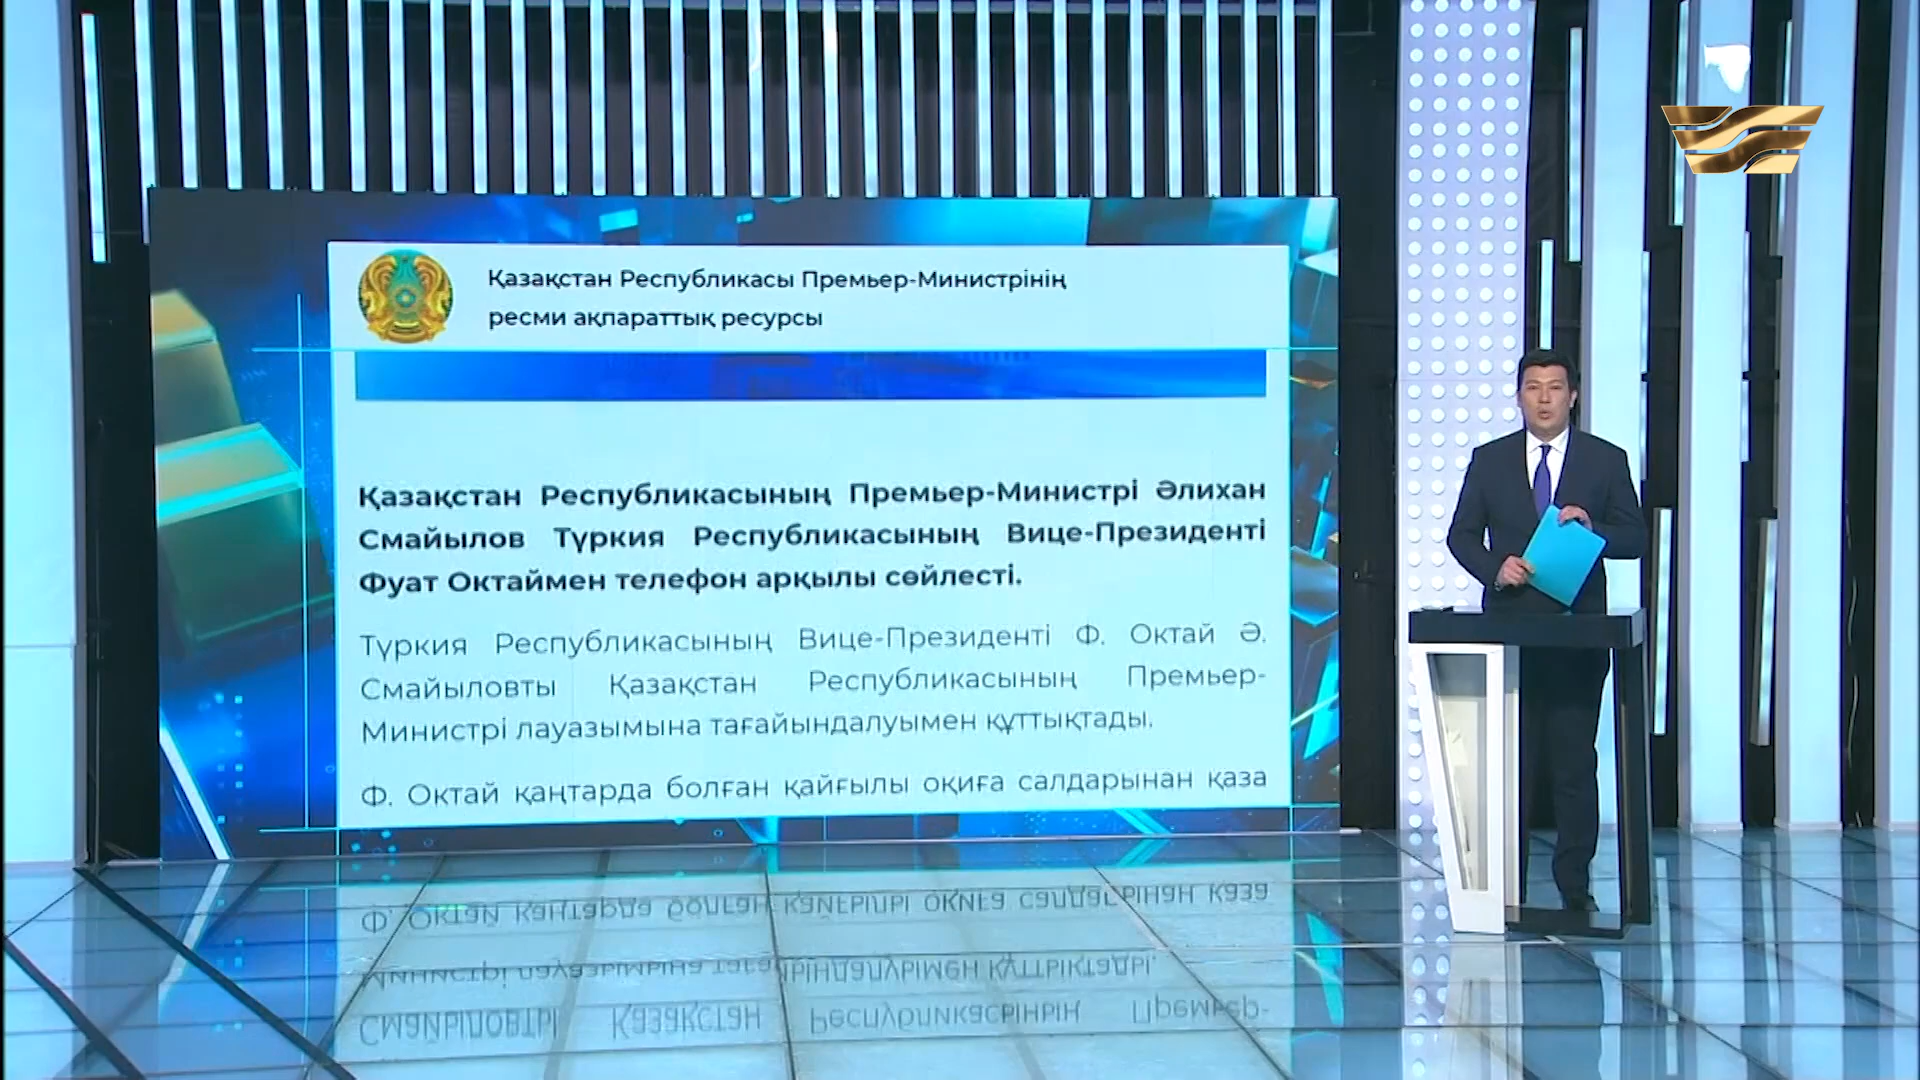 Қазақстан Республикасы Премьер-Министрінің
ресми ақпараттық ресурсы
Қазақстан Республикасының Премьер-Министрі Әлихан
Смайылов Түркия Республикасының Вице-Президенті
Фуат Октаймен телефон арқылы сөйлесті.
Түркия Республикасының Вице-Президенті Ф. Октай Ә.
Смайыловты Қазақстан Республикасының Премьер-
Министрі лауазымына тағайындалуымен құттықтады.
Ф. Октай қаңтарда болған қайғылы оқиға салдарынан қаза